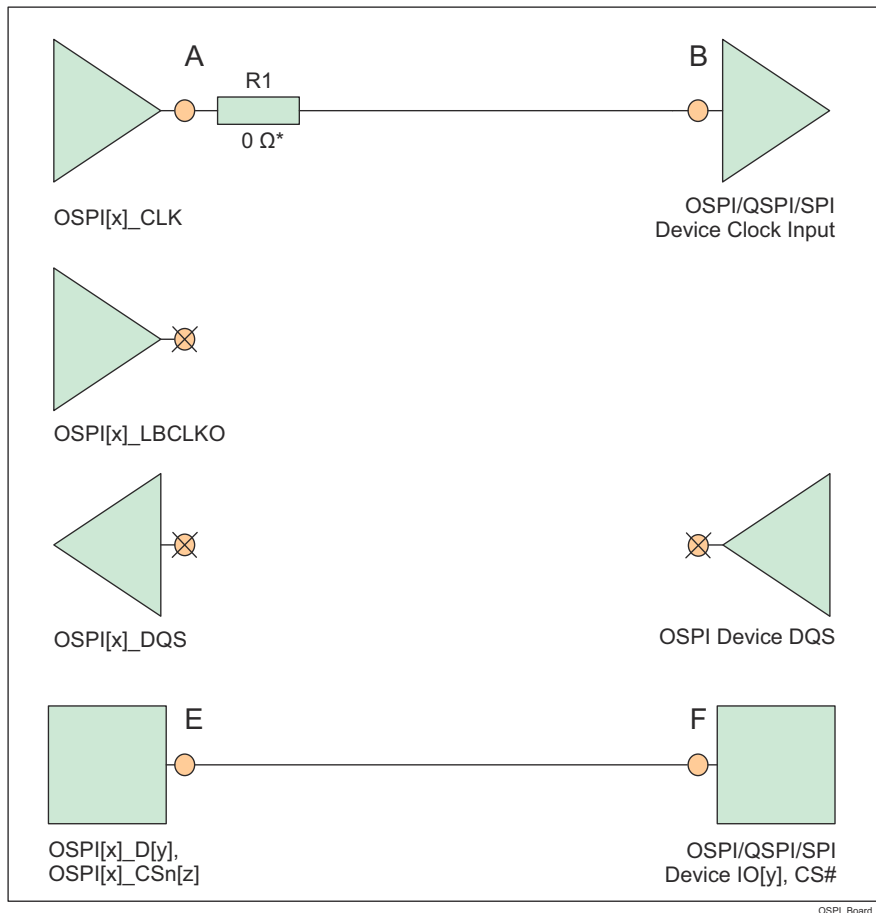 A
B
R1
0 Ω*
OSPI[x]_CLK
OSPI/QSPI/SPI
Device Clock Input
OSPI[x]_LBCLKO
OSPI[x]_DQS
OSPI Device DQS
E
F
OSPI[x]_D[y],
OSPI[x]_CSn[z]
OSPI/QSPI/SPI
Device IO[y], CS#
OSPI_Board